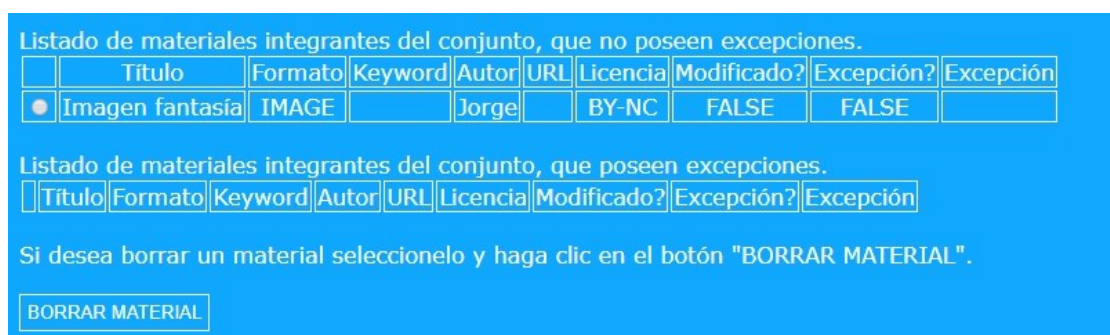 Listado de materiales integrantes del conjunto, que no poseen excepciones.
Título Formato Keyword Autor URL Licencia Modificado? Excepción? Excepción
Imagen fantasía IMAGE Jorge BY-NC FALSE FALSE
Listado de materiales integrantes del conjunto, que poseen excepciones.
Título Formato Keyword Autor URL Licencia Modificado? Excepción? Excepción
Si desea borrar un material seleccionelo y haga clic en el botón "BORRAR MATERIAL".
BORRAR MATERIAL